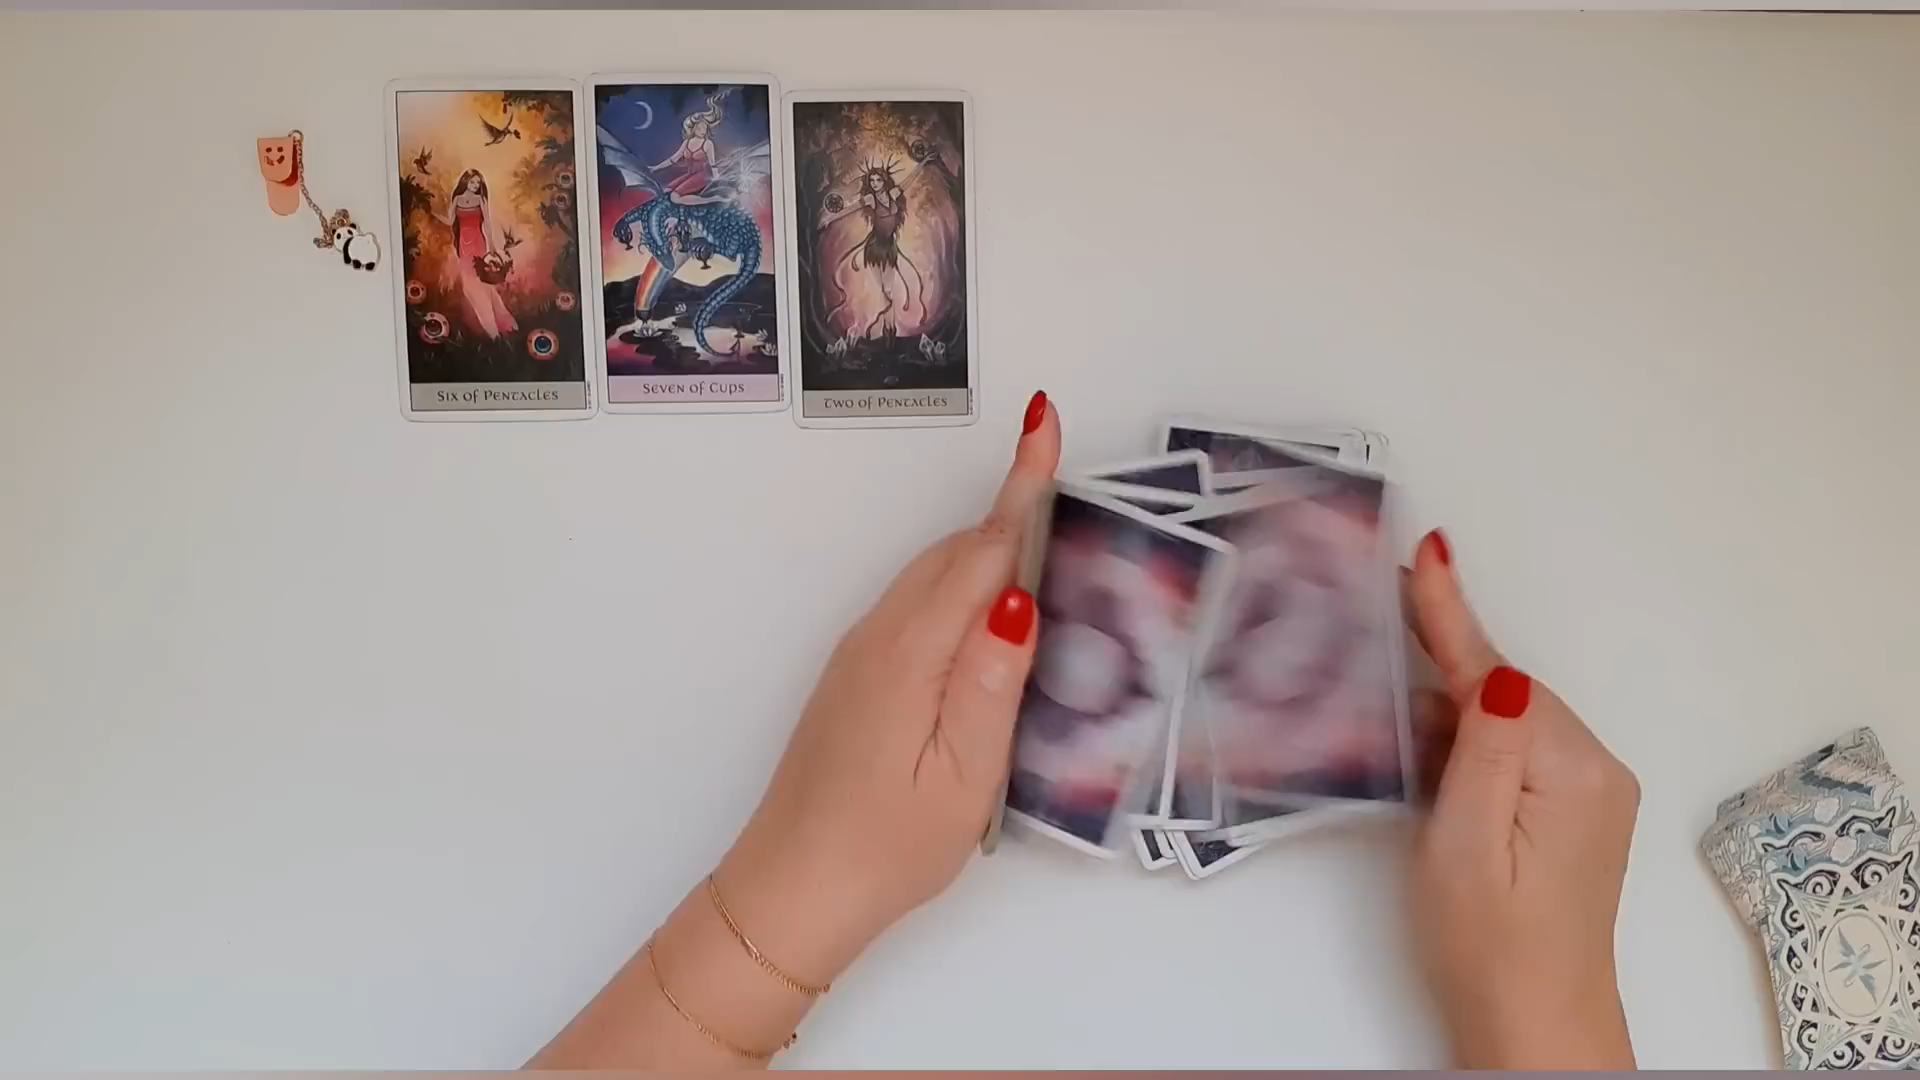 Six of Pentacles
Seven of Cups
Two of Pentacles